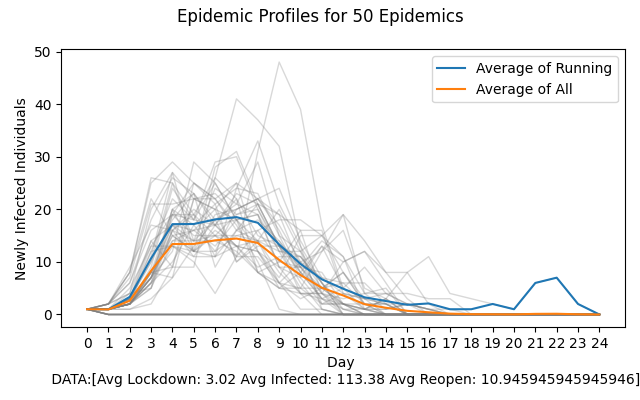 Epidemic Profiles for 50 Epidemics
50
40
30
20
10
0
Newly Infected Individuals
Average of Running
Average of All
0 1 2 3 4 5 6 7 8 9 10 11 12 13 14 15 16 17 18 19 20 21 22 23 24
Day
DATA:[Avg Lockdown: 3.02 Avg Infected: 113.38 Avg Reopen: 10.945945945945946]